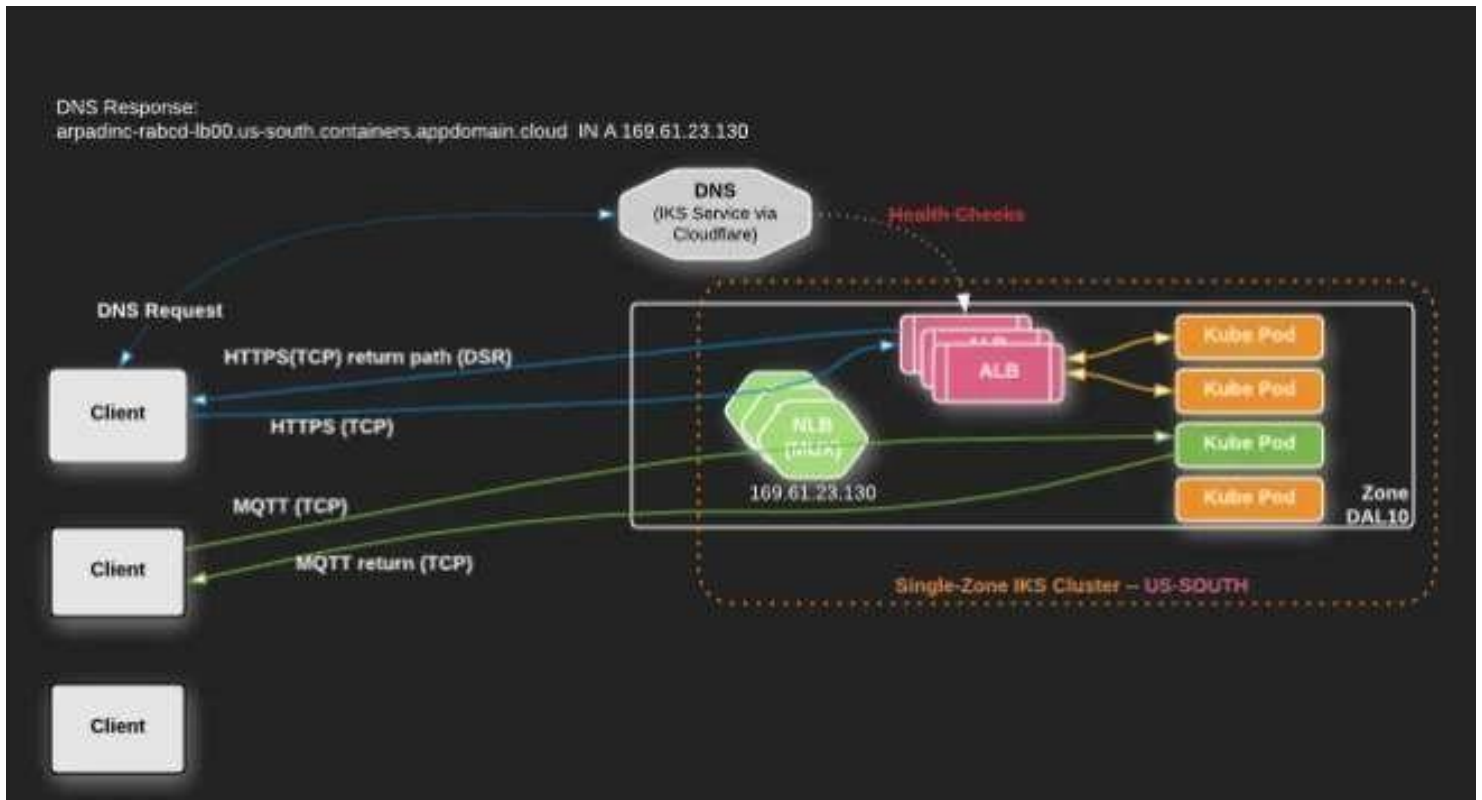 DNS Response:
arpadinc-rabcd-lb00.us-south.containers.appdomain.cloud IN A 169.61.23.130
DNS
(IKS Service via
Cloudflare)
Health Checks
DNS Request
HTTPS(TCP) return path (DSR)
Client
HTTPS (TCP)
ALB
ALB
Kube Pod
Kube Pod
Kube Pod
Kube Pod
NLB
(MUX)
169.61.23.130
Zone
DAL10
MQTT (TCP)
Client
MQTT return (TCP)
Single-Zone IKS Cluster – US-SOUTH
Client